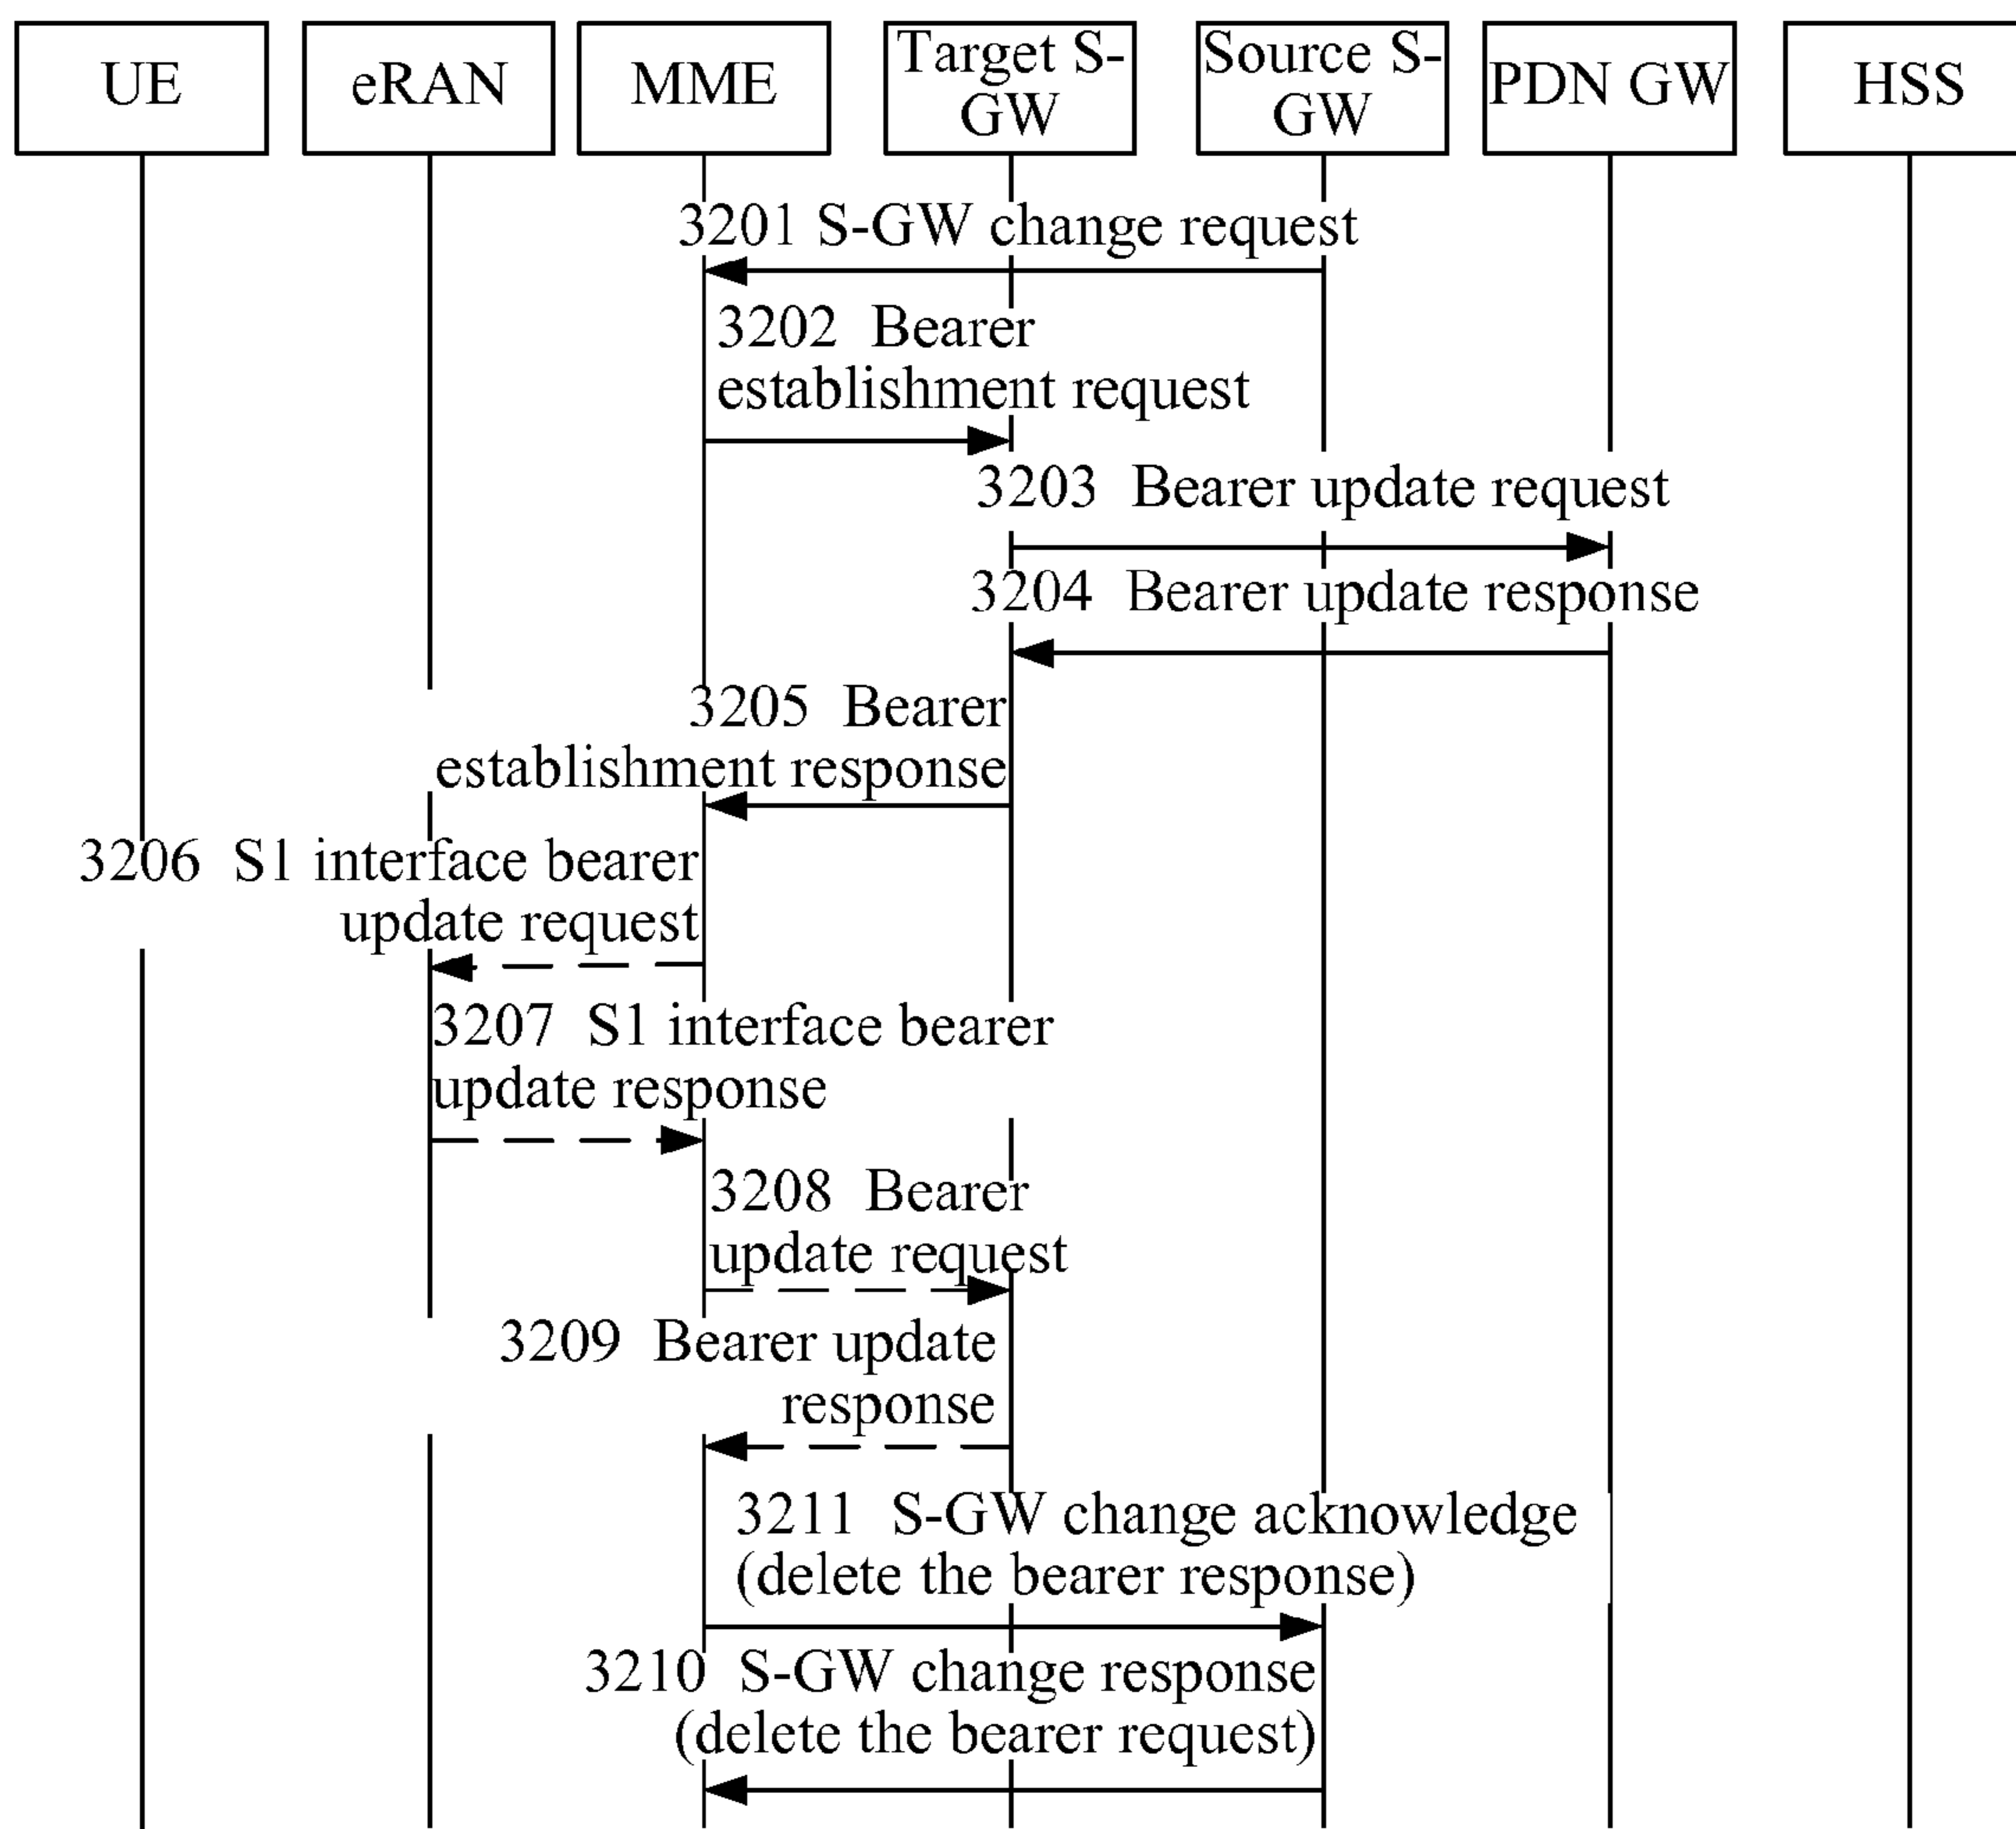 UE
eRAN
MME
Target S-
GW
Source S-
GW
PDN GW
HSS
3201 S-GW change request
3202 Bearer
establishment request
3203 Bearer update request
3204 Bearer update response
3205 Bearer
establishment response
3206 S1 interface bearer
update request
3207 S1 interface bearer
update response
3208 Bearer
update request
3209 Bearer update
response
3211 S-GW change acknowledge
(delete the bearer response)
3210 S-GW change response
(delete the bearer request)